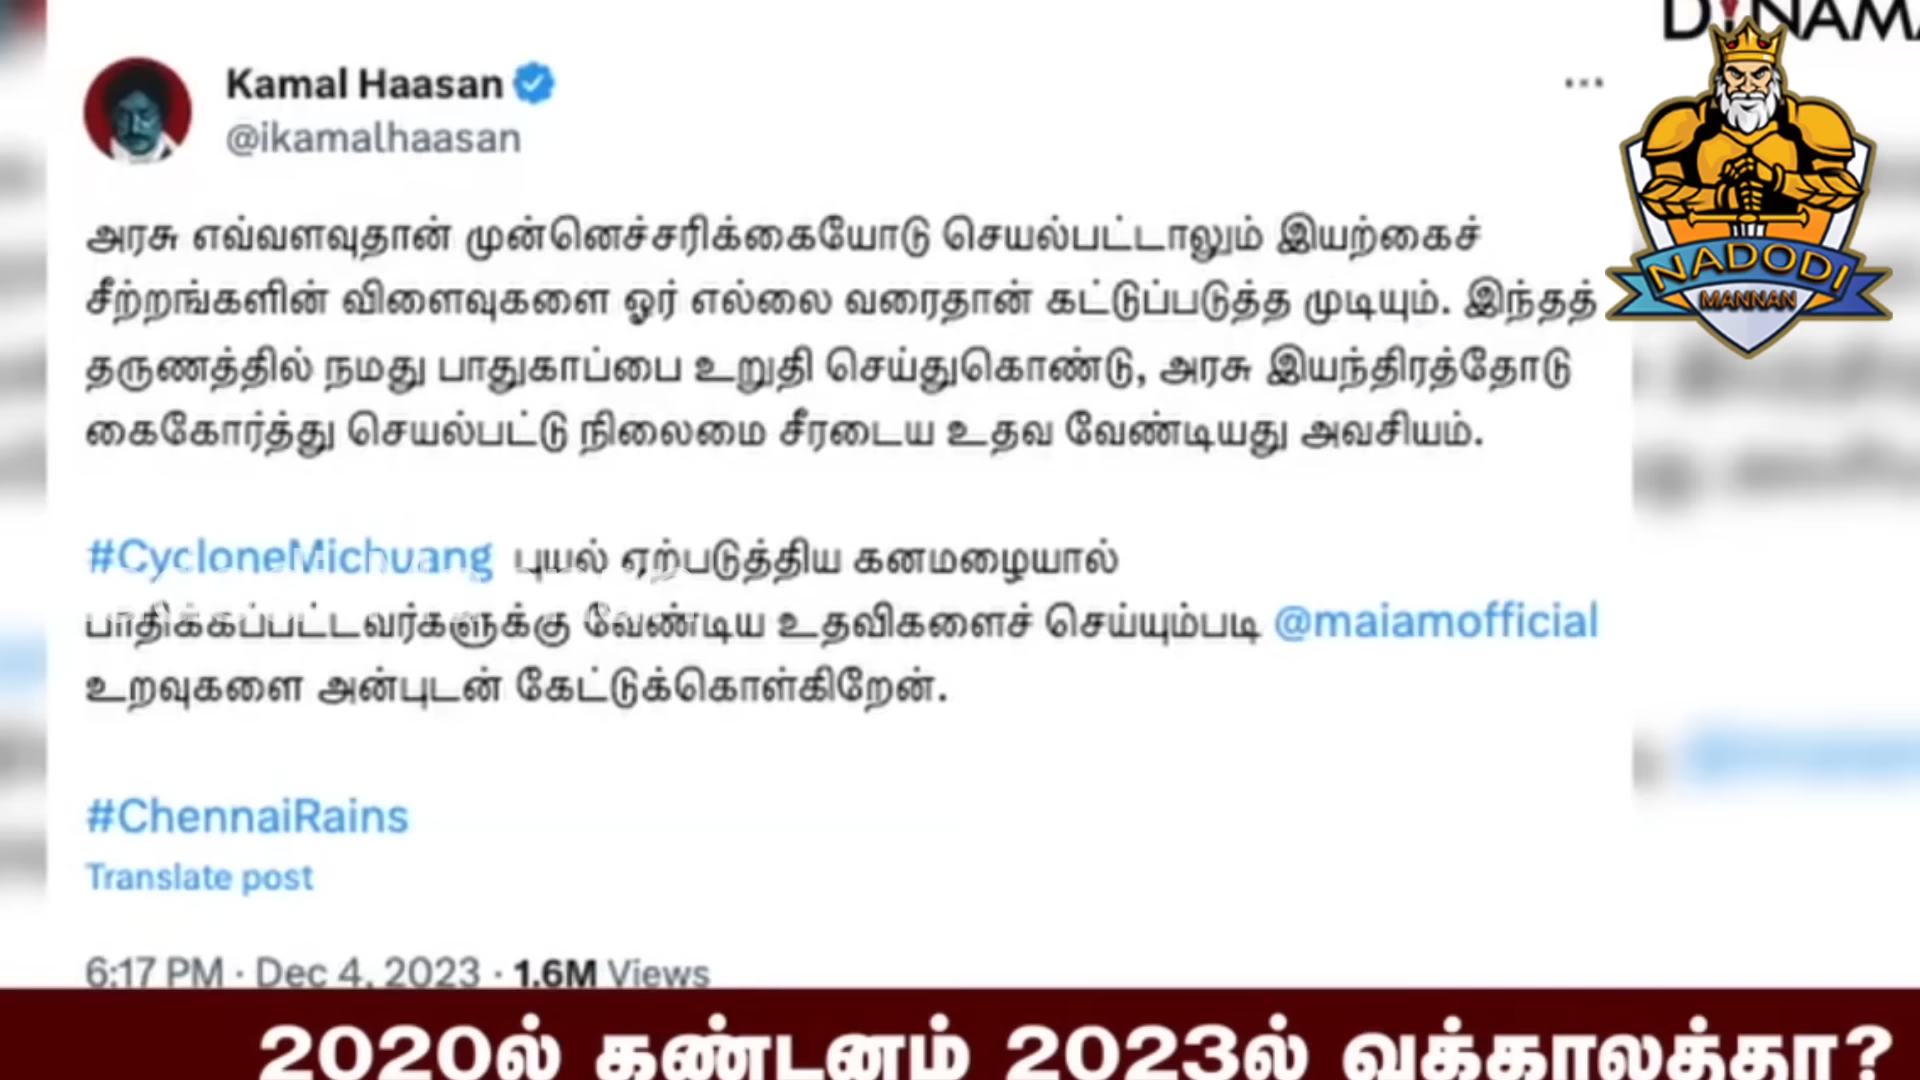 Kamal Haasan
@ikamalhaasan
அரசு எவ்வளவுதான் முன்னெச்சரிக்கையோடு செயல்பட்டாலும் இயற்கைச்
சீற்றங்களின் விளைவுகளை ஓர் எல்லை வரைதான் கட்டுப்படுத்த முடியும். இந்தத்
தருணத்தில் நமது பாதுகாப்பை உறுதி செய்துகொண்டு, அரசு இயந்திரத்தோடு
கைகோர்த்து செயல்பட்டு நிலைமை சீரடைய உதவ வேண்டியது அவசியம்.
#CycloneMichuang புயல் ஏற்படுத்திய கனமழையால்
பாதிக்கப்பட்டவர்களுக்கு வேண்டிய உதவிகளைச் செய்யும்படி @maiamofficial
உறவுகளை அன்புடன் கேட்டுக்கொள்கிறேன்.
#ChennaiRains
Translate post
6:17 PM · Dec 4, 2023 · 1.6M Views
NADODI
MANNAN
2020ல் கண்டனம் 2023ல் வக்காலத்தா?